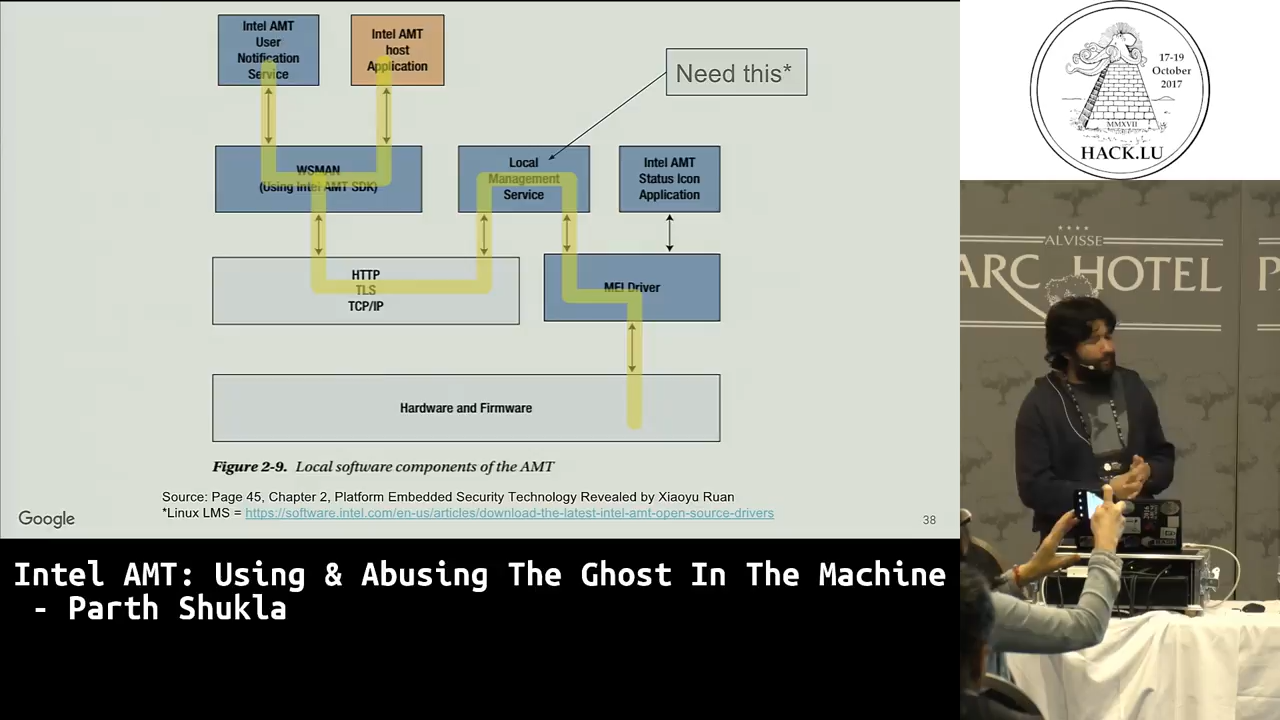 Intel AMT
User
Notification
Service
Intel AMT
host
Application
Need this*
WSMAN
(Using Intel AMT SDK)
Local
Management
Service
Intel AMT
Status Icon
Application
HTTP
TLS
TCP/IP
MEI Driver
Hardware and Firmware
Figure 2-9. Local software components of the AMT
Source: Page 45, Chapter 2, Platform Embedded Security Technology Revealed by Xiaoyu Ruan
*Linux LMS = https://software.intel.com/en-us/articles/download-the-latest-intel-amt-open-source-drivers
Google
38
17-19
October
2017
MMXVII
HACK.LU
ALVISSE
ARC HOTEL
P
Intel AMT: Using & Abusing The Ghost In The Machine
- Parth Shukla